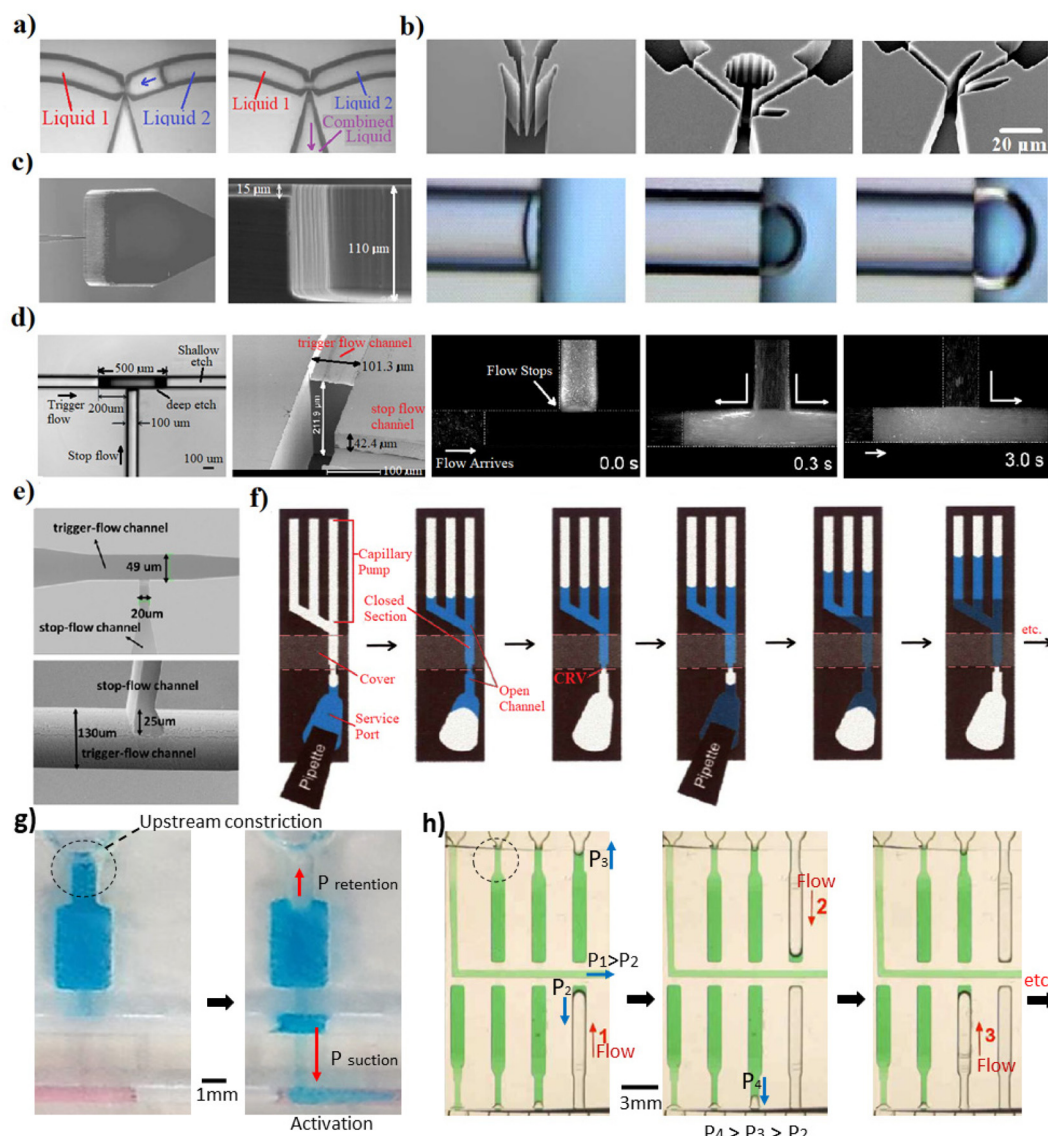 a)
Liquid 1
Liquid 2
Liquid 1
Liquid 2
Combined
Liquid
b)
20 μm
c)
15 μm
110 μm
d)
500 um
Shallow
etch
Trigger
flow
200um
deep etch
100 um
Stop flow
100 um
trigger flow channel
101.3 μm
211.9 μm
stop flow
channel
42.4 μm
100 μm
Flow Stops
Flow Arrives
0.0 s
0.3 s
3.0 s
e)
trigger-flow channel
49 um
20um
stop-flow channel
stop-flow channel
25um
130um
trigger-flow channel
f)
Capillary
Pump
Closed
Section
Cover
Service
Port
Pipette
Open
Channel
CRV
Pipette
etc.
g)
Upstream constriction
P retention
P suction
1mm
Activation
h)
P3
P1>P2
P2
1
Flow
3mm
Flow
2
P4
P4 > P3 > P2
3
Flow
etc